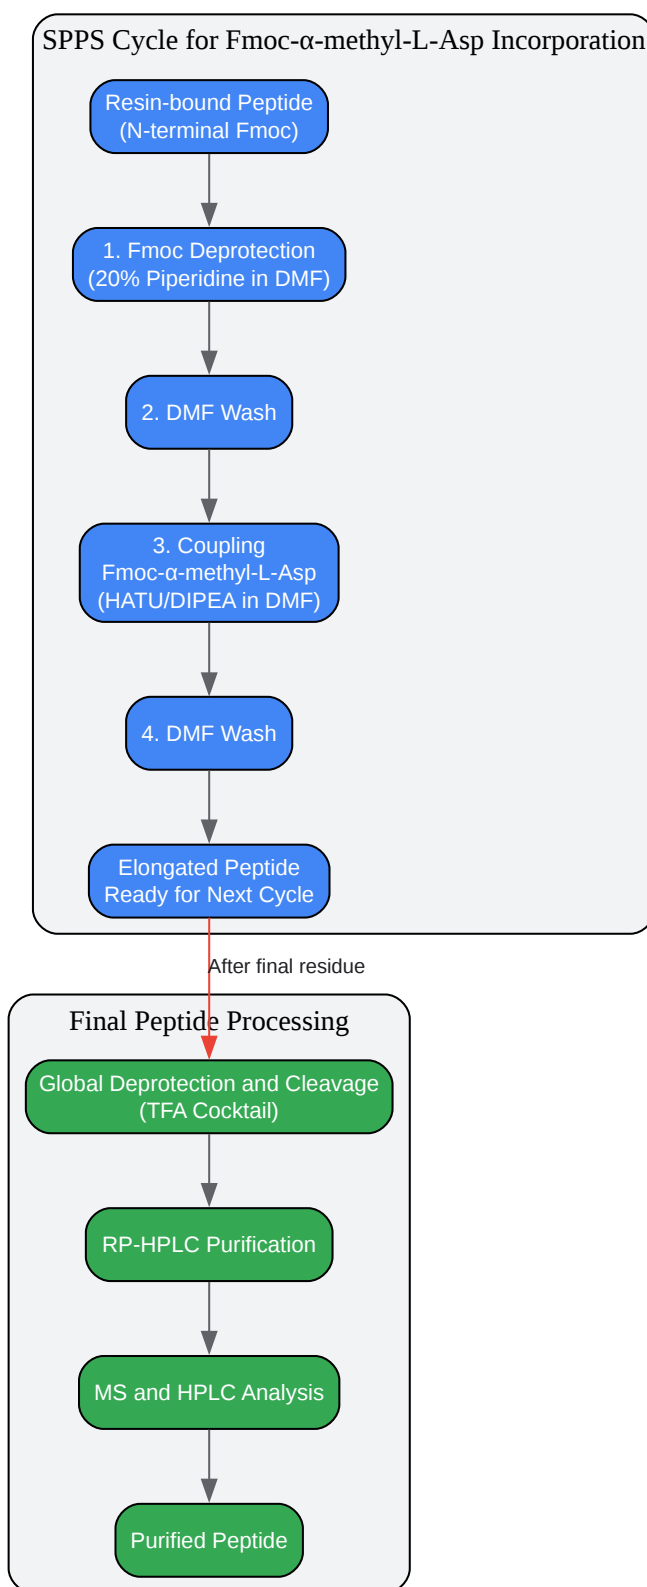 SPPS Cycle for Fmoc-α-methyl-L-Asp Incorporation
Resin-bound Peptide
(N-terminal Fmoc)
1. Fmoc Deprotection
(20% Piperidine in DMF)
2. DMF Wash
3. Coupling
Fmoc-α-methyl-L-Asp
(HATU/DIPEA in DMF)
4. DMF Wash
Elongated Peptide
Ready for Next Cycle
After final residue
Final Peptide Processing
Global Deprotection and Cleavage
(TFA Cocktail)
RP-HPLC Purification
MS and HPLC Analysis
Purified Peptide